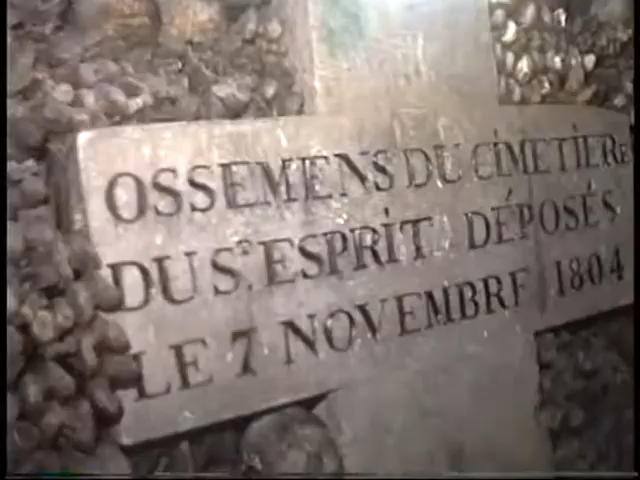 OSSEMENS DU CIMETIERE
DU St. ESPRIT DÉPOSÉS
LE 7 NOVEMBRE 1804